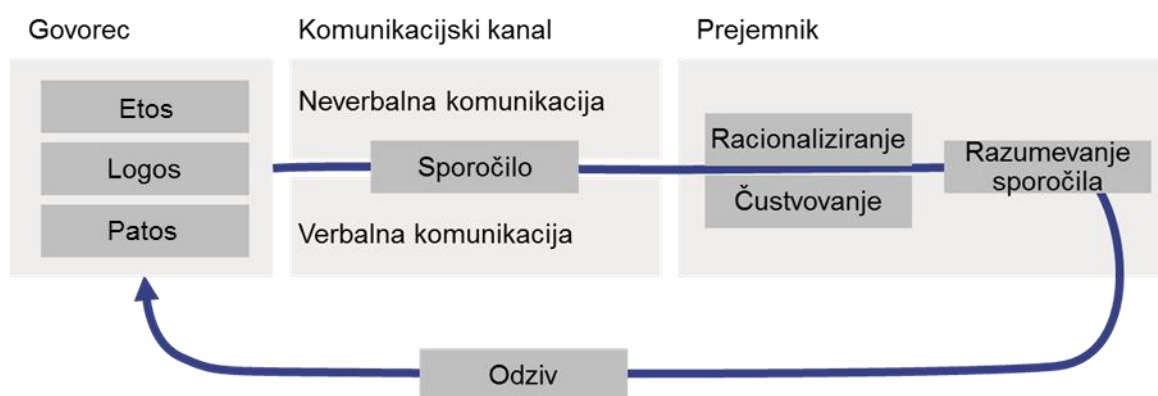 Govorec
Komunikacijski kanal
Prejemnik
Etos
Logos
Patos
Neverbalna komunikacija
Sporočilo
Verbalna komunikacija
Racionaliziranje
Čustvovanje
Razumevanje
sporočila
Odziv